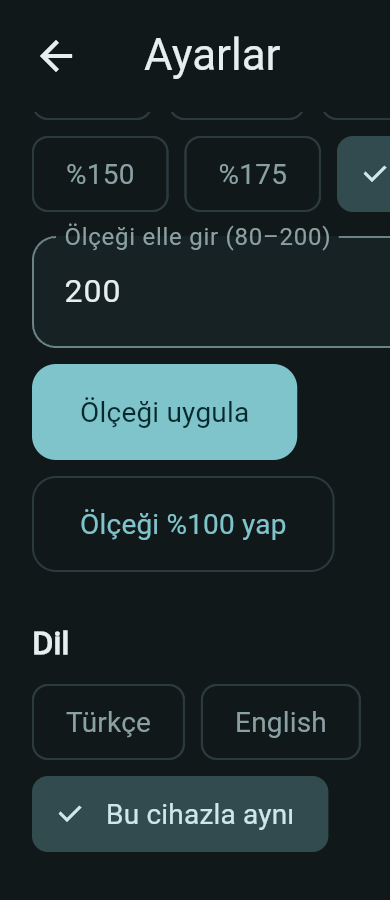 Ayarlar
%150 %175
Ölçeği elle gir (80–200)
200
Ölçeği uygula
Ölçeği %100 yap
Dil
Türkçe English
Bu cihazla aynı